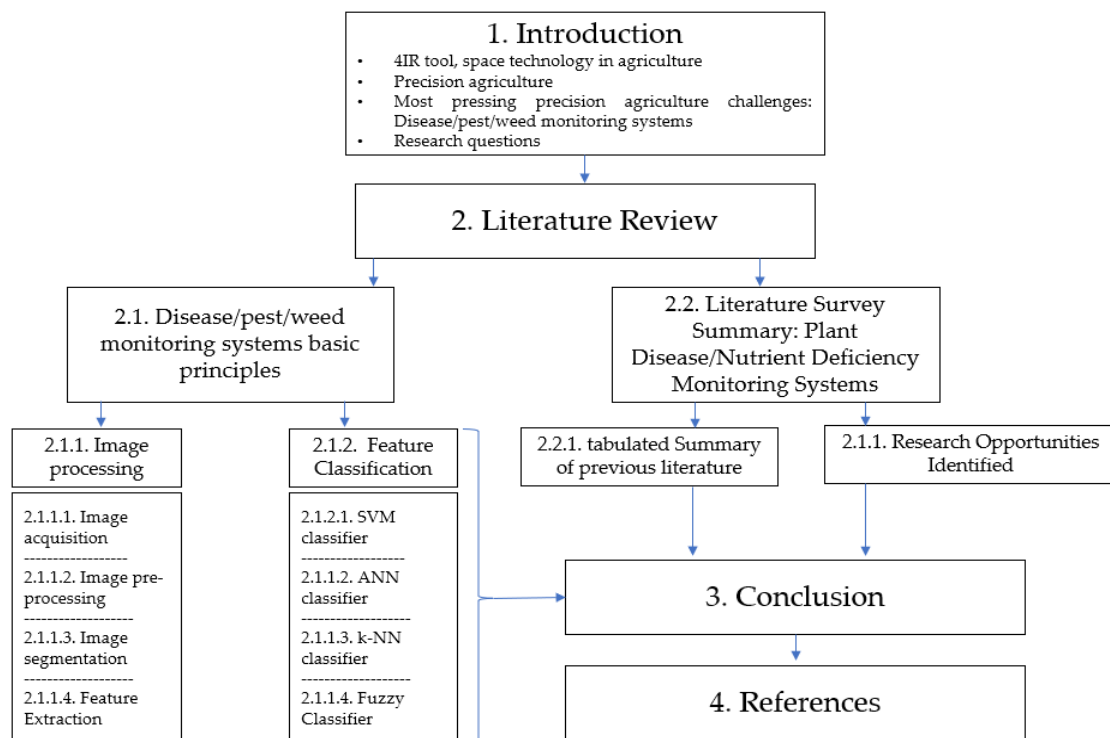 1. Introduction
• 4IR tool, space technology in agriculture
• Precision agriculture
• Most pressing precision agriculture challenges:
Disease/pest/weed monitoring systems
• Research questions
2. Literature Review
2.1. Disease/pest/weed
monitoring systems basic
principles
2.2. Literature Survey
Summary: Plant
Disease/Nutrient Deficiency
Monitoring Systems
2.1.1. Image
processing
2.1.2. Feature
Classification
2.2.1. tabulated Summary
of previous literature
2.1.1. Research Opportunities
Identified
2.1.1.1. Image
acquisition
------------------
2.1.1.2. Image pre-
processing
-------------------
2.1.1.3. Image
segmentation
-------------------
2.1.1.4. Feature
Extraction
2.1.2.1. SVM
classifier
------------------
2.1.1.2. ANN
classifier
-------------------
2.1.1.3. k-NN
classifier
-------------------
2.1.1.4. Fuzzy
Classifier
3. Conclusion
4. References